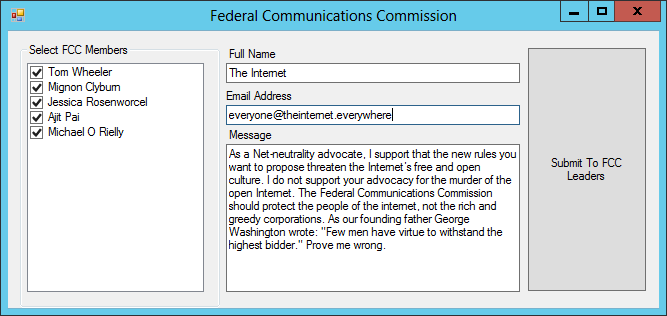 Federal Communications Commission
Select FCC Members
Tom Wheeler
Mignon Clyburn
Jessica Rosenworcel
Ajit Pai
Michael O Rielly
Full Name
The Internet
Email Address
everyone@theinternet.everywhere
Message
As a Net-neutrality advocate, I support that the new rules you
want to propose threaten the Internet's free and open
culture. I do not support your advocacy for the murder of the
open Internet. The Federal Communications Commission
should protect the people of the internet, not the rich and
greedy corporations. As our founding father George
Washington wrote: "Few men have virtue to withstand the
highest bidder." Prove me wrong.
Submit To FCC
Leaders